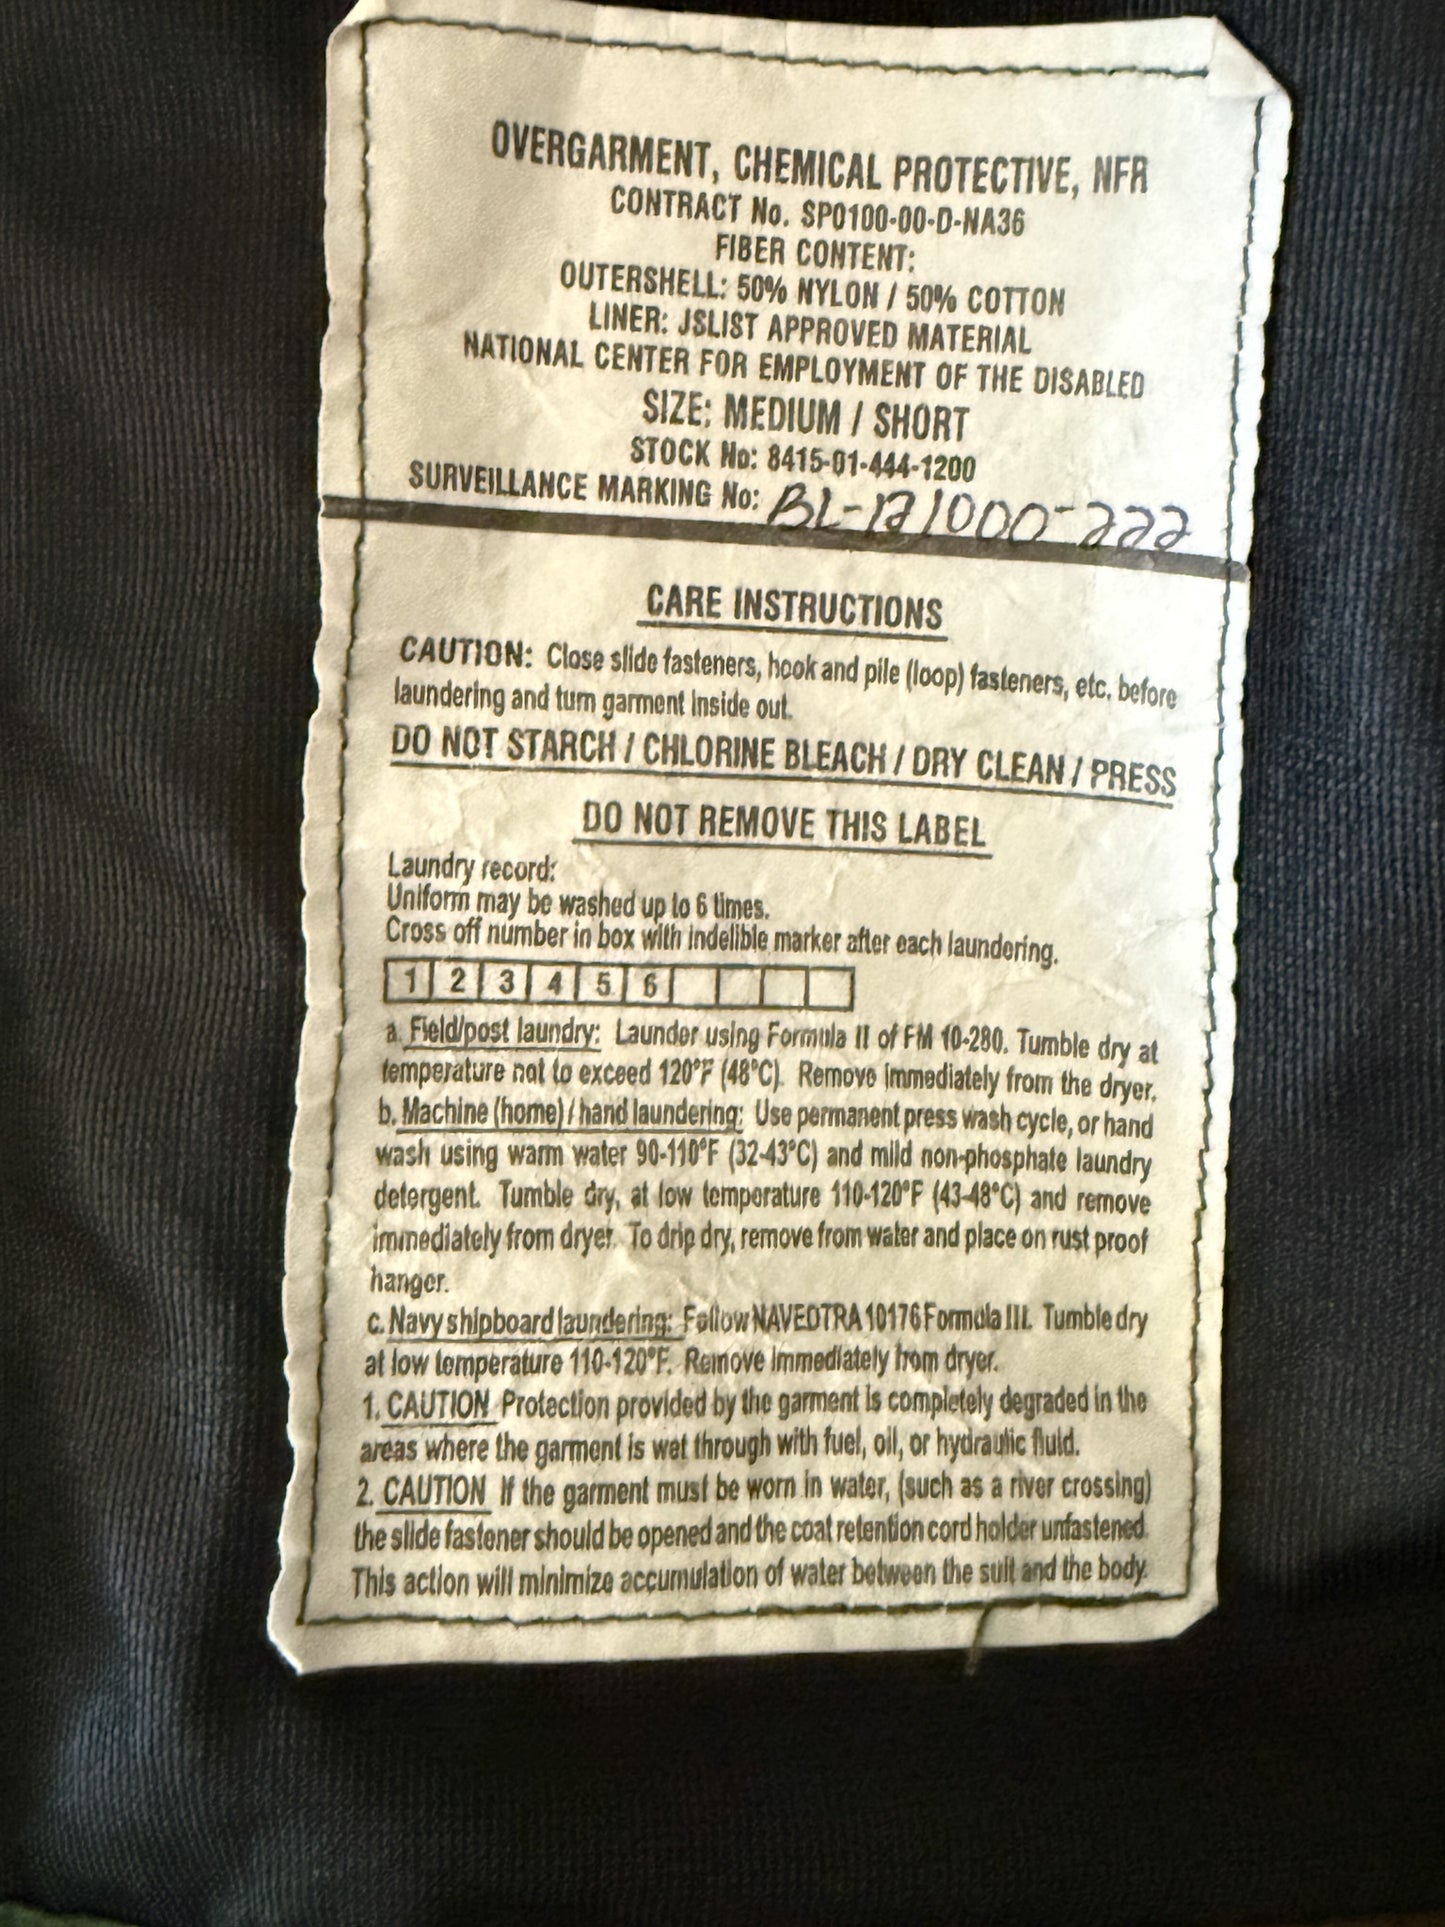 OVERGARMENT, CHEMICAL PROTECTIVE, NFR
CONTRACT No. SP0100-00-D-NA36
FIBER CONTENT:
OUTERSHELL: 50% NYLON / 50% COTTON
LINER: JSLIST APPROVED MATERIAL
NATIONAL CENTER FOR EMPLOYMENT OF THE DISABLED
SIZE: MEDIUM / SHORT
STOCK No: 8415-01-444-1200
SURVEILLANCE MARKING No:
CARE INSTRUCTIONS
CAUTION: Close slide fasteners, hook and pile (loop) fasteners, etc. before
laundering and turn garment inside out.
DO NOT STARCH / CHLORINE BLEACH / DRY CLEAN / PRESS
DO NOT REMOVE THIS LABEL
Laundry record:
Uniform may be washed up to 6 times.
Cross off number in box with indelible marker after each laundering.
1 2 3 4 5 6
a. Field/post laundry: Launder using Formula II of FM 10-280. Tumble dry at
temperature not to exceed 120°F (48°C). Remove immediately from the dryer.
b. Machine (home) / hand laundering: Use permanent press wash cycle, or hand
wash using warm water 90-110°F (32-43°C) and mild non-phosphate laundry
detergent. Tumble dry, at low temperature 110-120°F (43-48°C) and remove
immediately from dryer. To drip dry, remove from water and place on rust proof
hanger.
c. Navy shipboard laundering: Follow NAVEDTRA 10176 Formula III. Tumble dry
at low temperature 110-120°F. Remove immediately from dryer.
1. CAUTION Protection provided by the garment is completely degraded in the
areas where the garment is wet through with fuel, oil, or hydraulic fluid.
2. CAUTION If the garment must be worn in water, (such as a river crossing)
the slide fastener should be opened and the coat retention cord holder unfastened.
This action will minimize accumulation of water between the suit and the body.